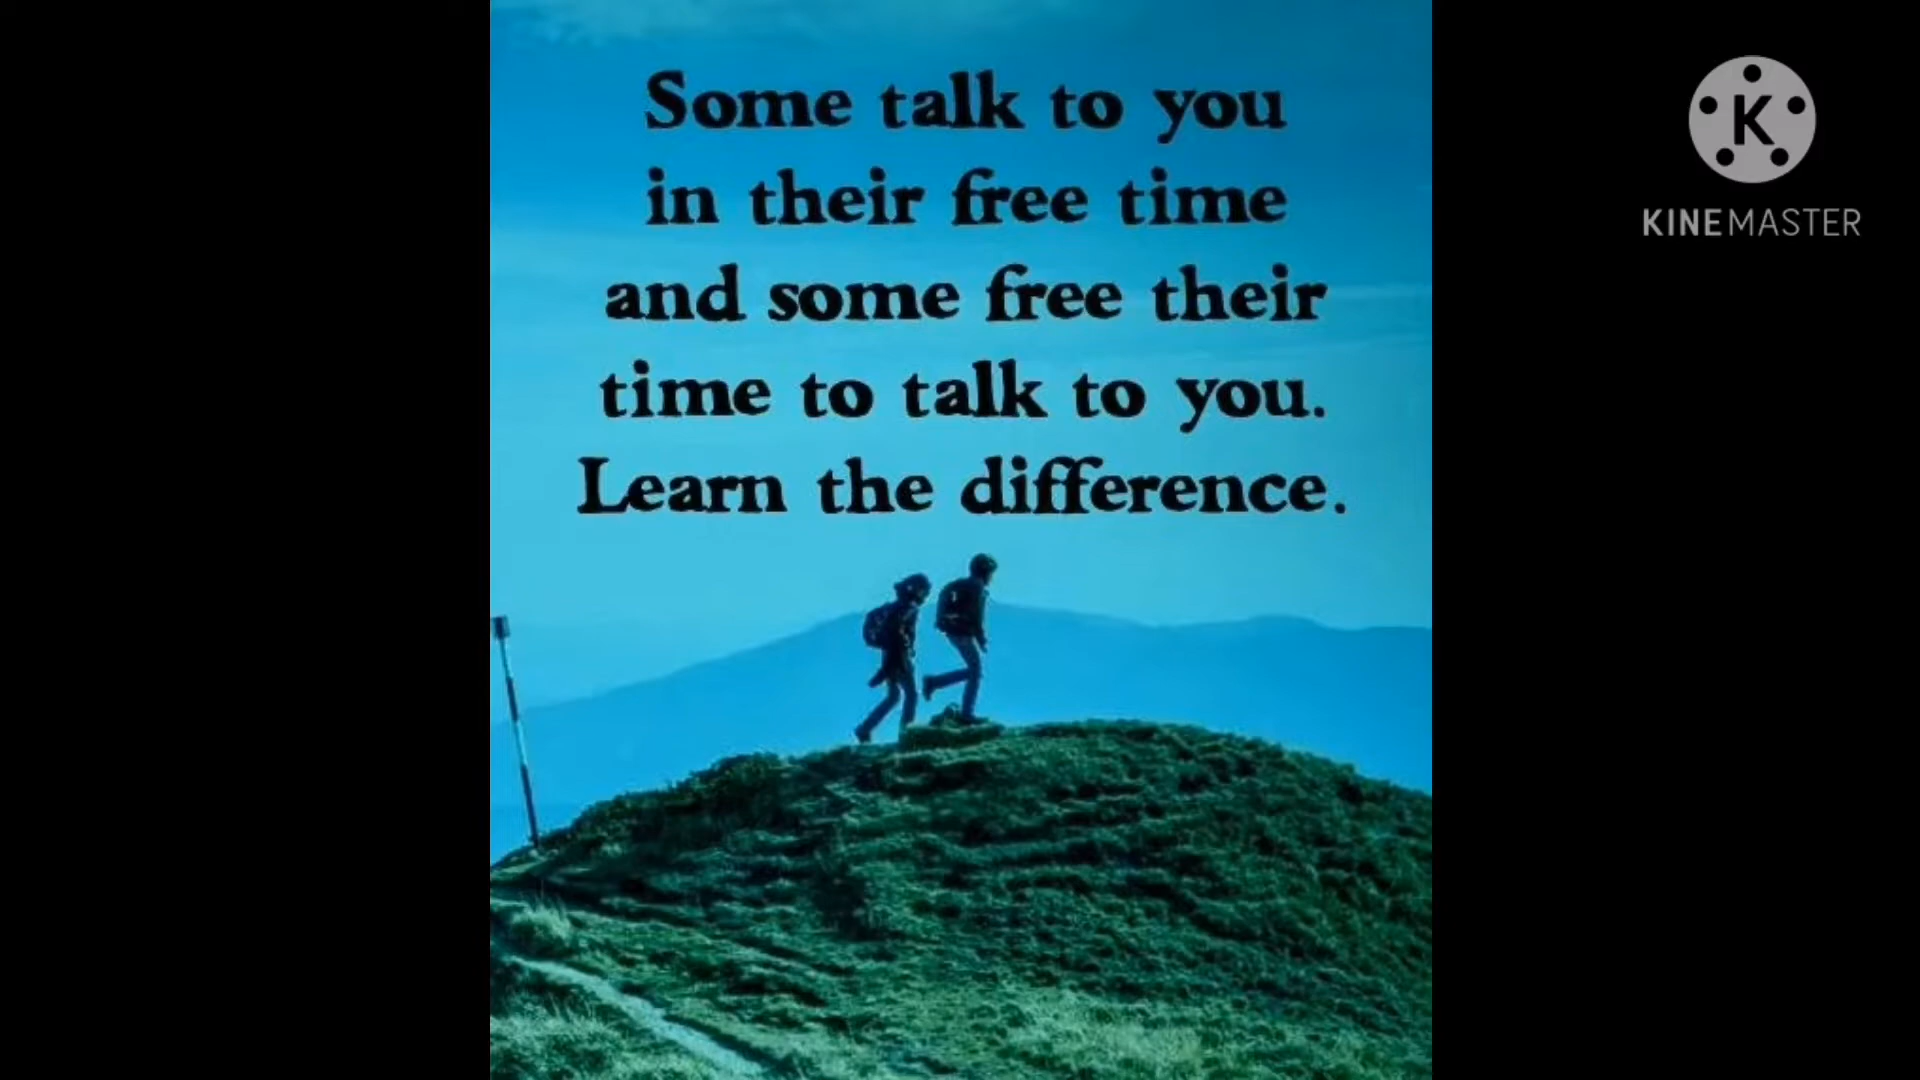 Some talk to you
in their free time
and some free their
time to talk to you.
Learn the difference.
K
KINEMASTER